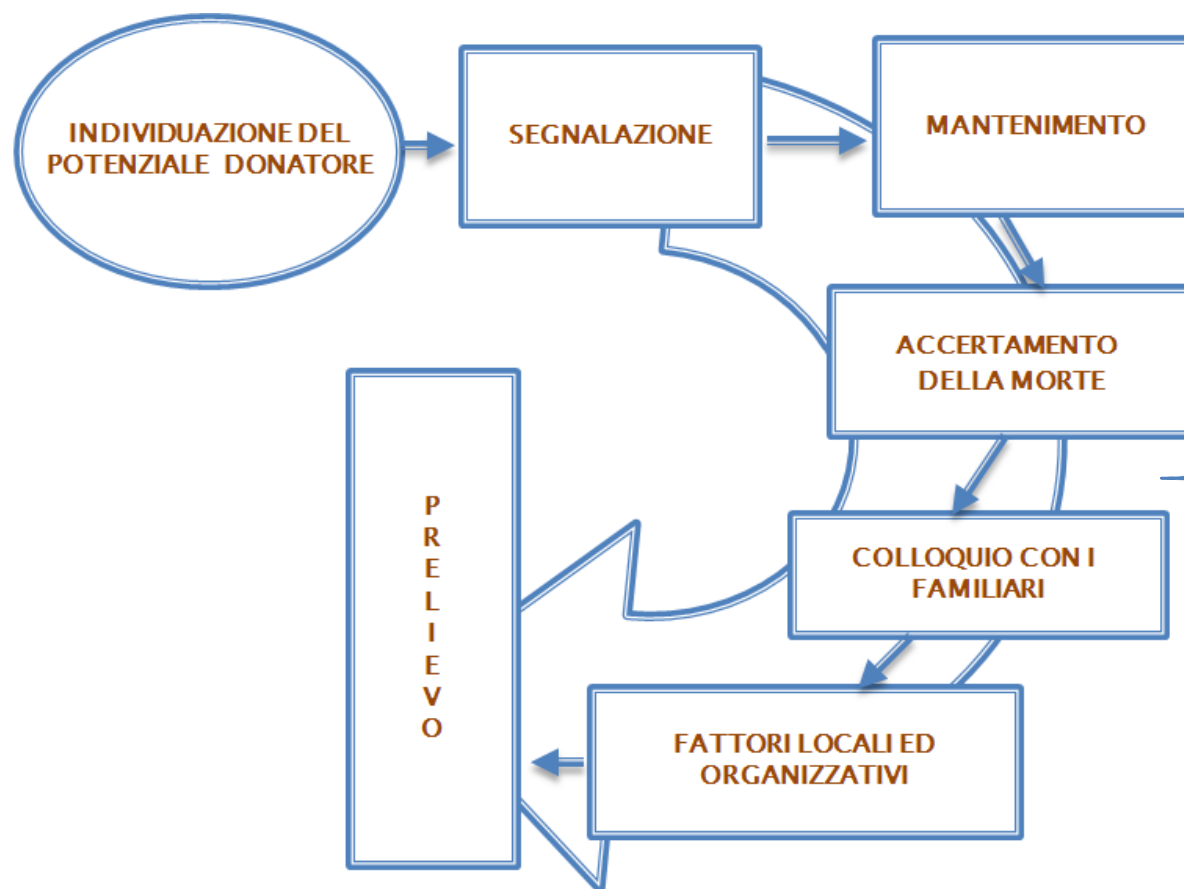 INDIVIDUAZIONE DEL
POTENZIALE DONATORE
SEGNALAZIONE
MANTENIMENTO
ACCERTAMENTO
DELLA MORTE
COLLOQUIO CON I
FAMILIARI
FATTORI LOCALI ED
ORGANIZZATIVI
P
R
E
L
I
E
V
O